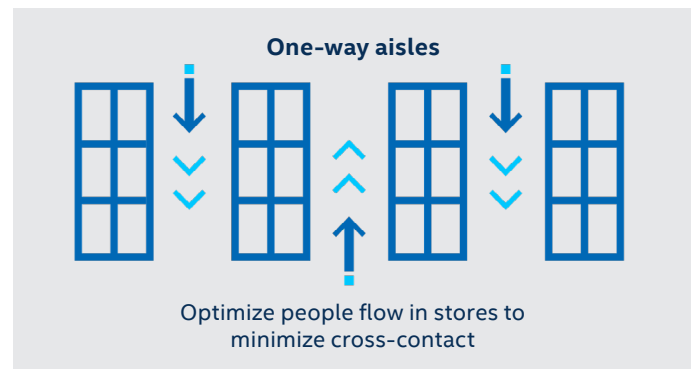 One-way aisles
Optimize people flow in stores to
minimize cross-contact